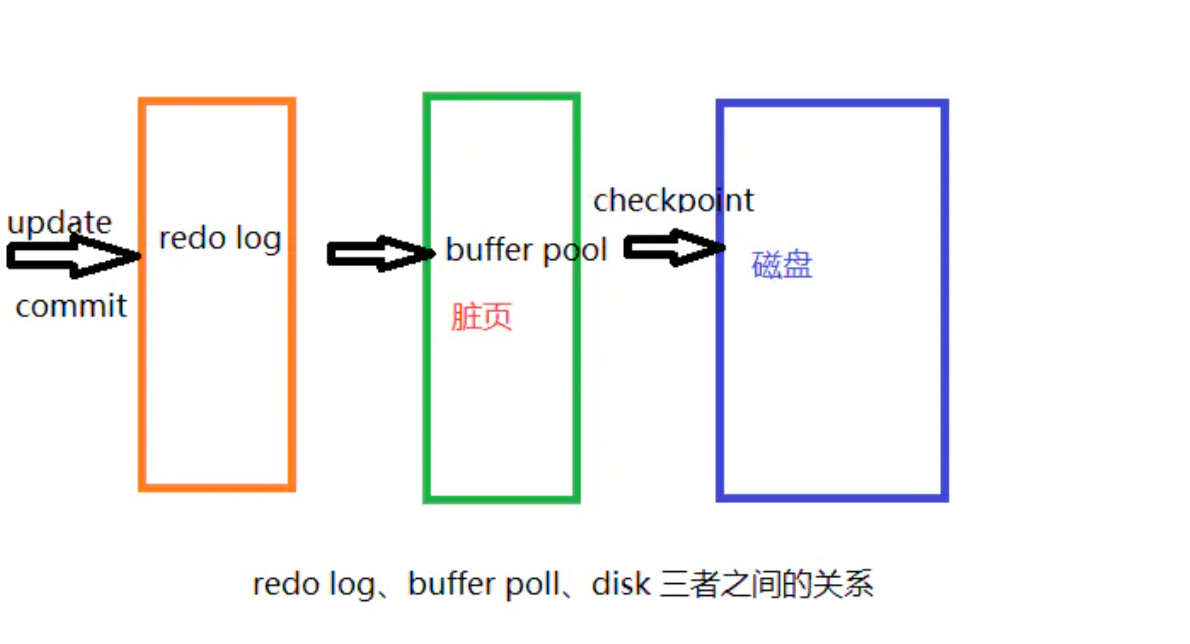 update
commit
redo log
buffer pool
脏页
checkpoint
磁盘
redo log、buffer poll、disk 三者之间的关系